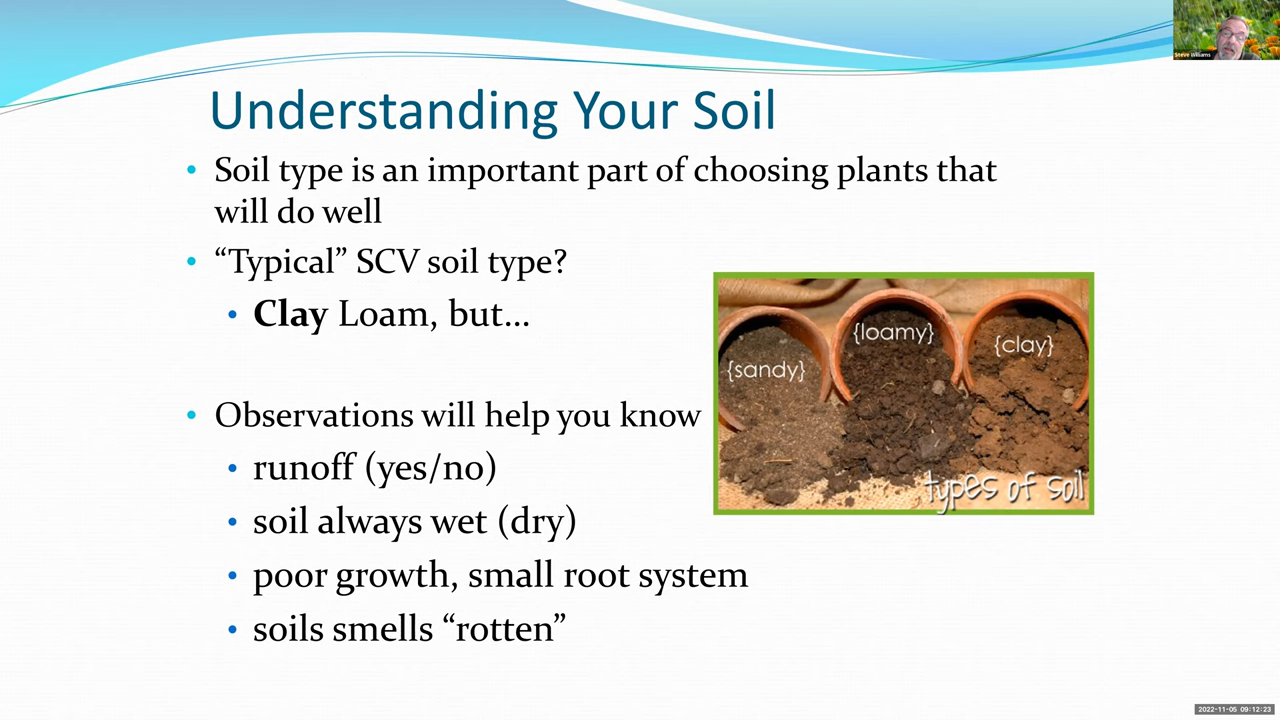 Steve Williams
Understanding Your Soil
• Soil type is an important part of choosing plants that
will do well
• “Typical” SCV soil type?
• Clay Loam, but…
• Observations will help you know
• runoff (yes/no)
• soil always wet (dry)
• poor growth, small root system
• soils smells “rotten”
{sandy}
{loamy}
{clay}
types of soil
2022-11-05 09:12:23